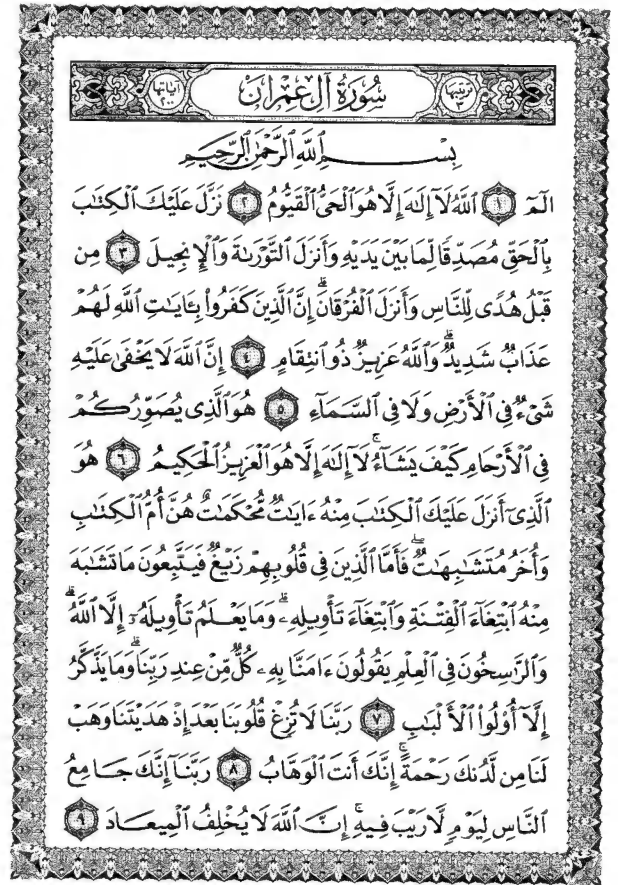 ترتيبها ٣ سُورَةُ آلِ عِمْرَان آياتها ٢٠٠
بِسْمِ ٱللَّهِ ٱلرَّحْمَٰنِ ٱلرَّحِيمِ
الٓمٓ ١ ٱللَّهُ لَآ إِلَٰهَ إِلَّا هُوَ ٱلْحَىُّ ٱلْقَيُّومُ ٢ نَزَّلَ عَلَيْكَ ٱلْكِتَٰبَ
بِٱلْحَقِّ مُصَدِّقًا لِّمَا بَيْنَ يَدَيْهِ وَأَنزَلَ ٱلتَّوْرَىٰةَ وَٱلْإِنجِيلَ ٣ مِن
قَبْلُ هُدًى لِّلنَّاسِ وَأَنزَلَ ٱلْفُرْقَانَۗ إِنَّ ٱلَّذِينَ كَفَرُوا۟ بِـَٔايَٰتِ ٱللَّهِ لَهُمْ
عَذَابٌ شَدِيدٌۗ وَٱللَّهُ عَزِيزٌ ذُو ٱنتِقَامٍ ٤ إِنَّ ٱللَّهَ لَا يَخْفَىٰ عَلَيْهِ
شَىْءٌ فِى ٱلْأَرْضِ وَلَا فِى ٱلسَّمَآءِ ٥ هُوَ ٱلَّذِى يُصَوِّرُكُمْ
فِى ٱلْأَرْحَامِ كَيْفَ يَشَآءُۚ لَآ إِلَٰهَ إِلَّا هُوَ ٱلْعَزِيزُ ٱلْحَكِيمُ ٦ هُوَ
ٱلَّذِىٓ أَنزَلَ عَلَيْكَ ٱلْكِتَٰبَ مِنْهُ ءَايَٰتٌ مُّحْكَمَٰتٌ هُنَّ أُمُّ ٱلْكِتَٰبِ
وَأُخَرُ مُتَشَٰبِهَٰتٌۖ فَأَمَّا ٱلَّذِينَ فِى قُلُوبِهِمْ زَيْغٌ فَيَتَّبِعُونَ مَا تَشَٰبَهَ
مِنْهُ ٱبْتِغَآءَ ٱلْفِتْنَةِ وَٱبْتِغَآءَ تَأْوِيلِهِۦۗ وَمَا يَعْلَمُ تَأْوِيلَهُۥٓ إِلَّا ٱللَّهُۗ
وَٱلرَّٰسِخُونَ فِى ٱلْعِلْمِ يَقُولُونَ ءَامَنَّا بِهِۦ كُلٌّ مِّنْ عِندِ رَبِّنَاۗ وَمَا يَذَّكَّرُ
إِلَّآ أُو۟لُوا۟ ٱلْأَلْبَٰبِ ٧ رَبَّنَا لَا تُزِغْ قُلُوبَنَا بَعْدَ إِذْ هَدَيْتَنَا وَهَبْ
لَنَا مِن لَّدُنكَ رَحْمَةًۚ إِنَّكَ أَنتَ ٱلْوَهَّابُ ٨ رَبَّنَآ إِنَّكَ جَامِعُ
ٱلنَّاسِ لِيَوْمٍ لَّا رَيْبَ فِيهِۚ إِنَّ ٱللَّهَ لَا يُخْلِفُ ٱلْمِيعَادَ ٩